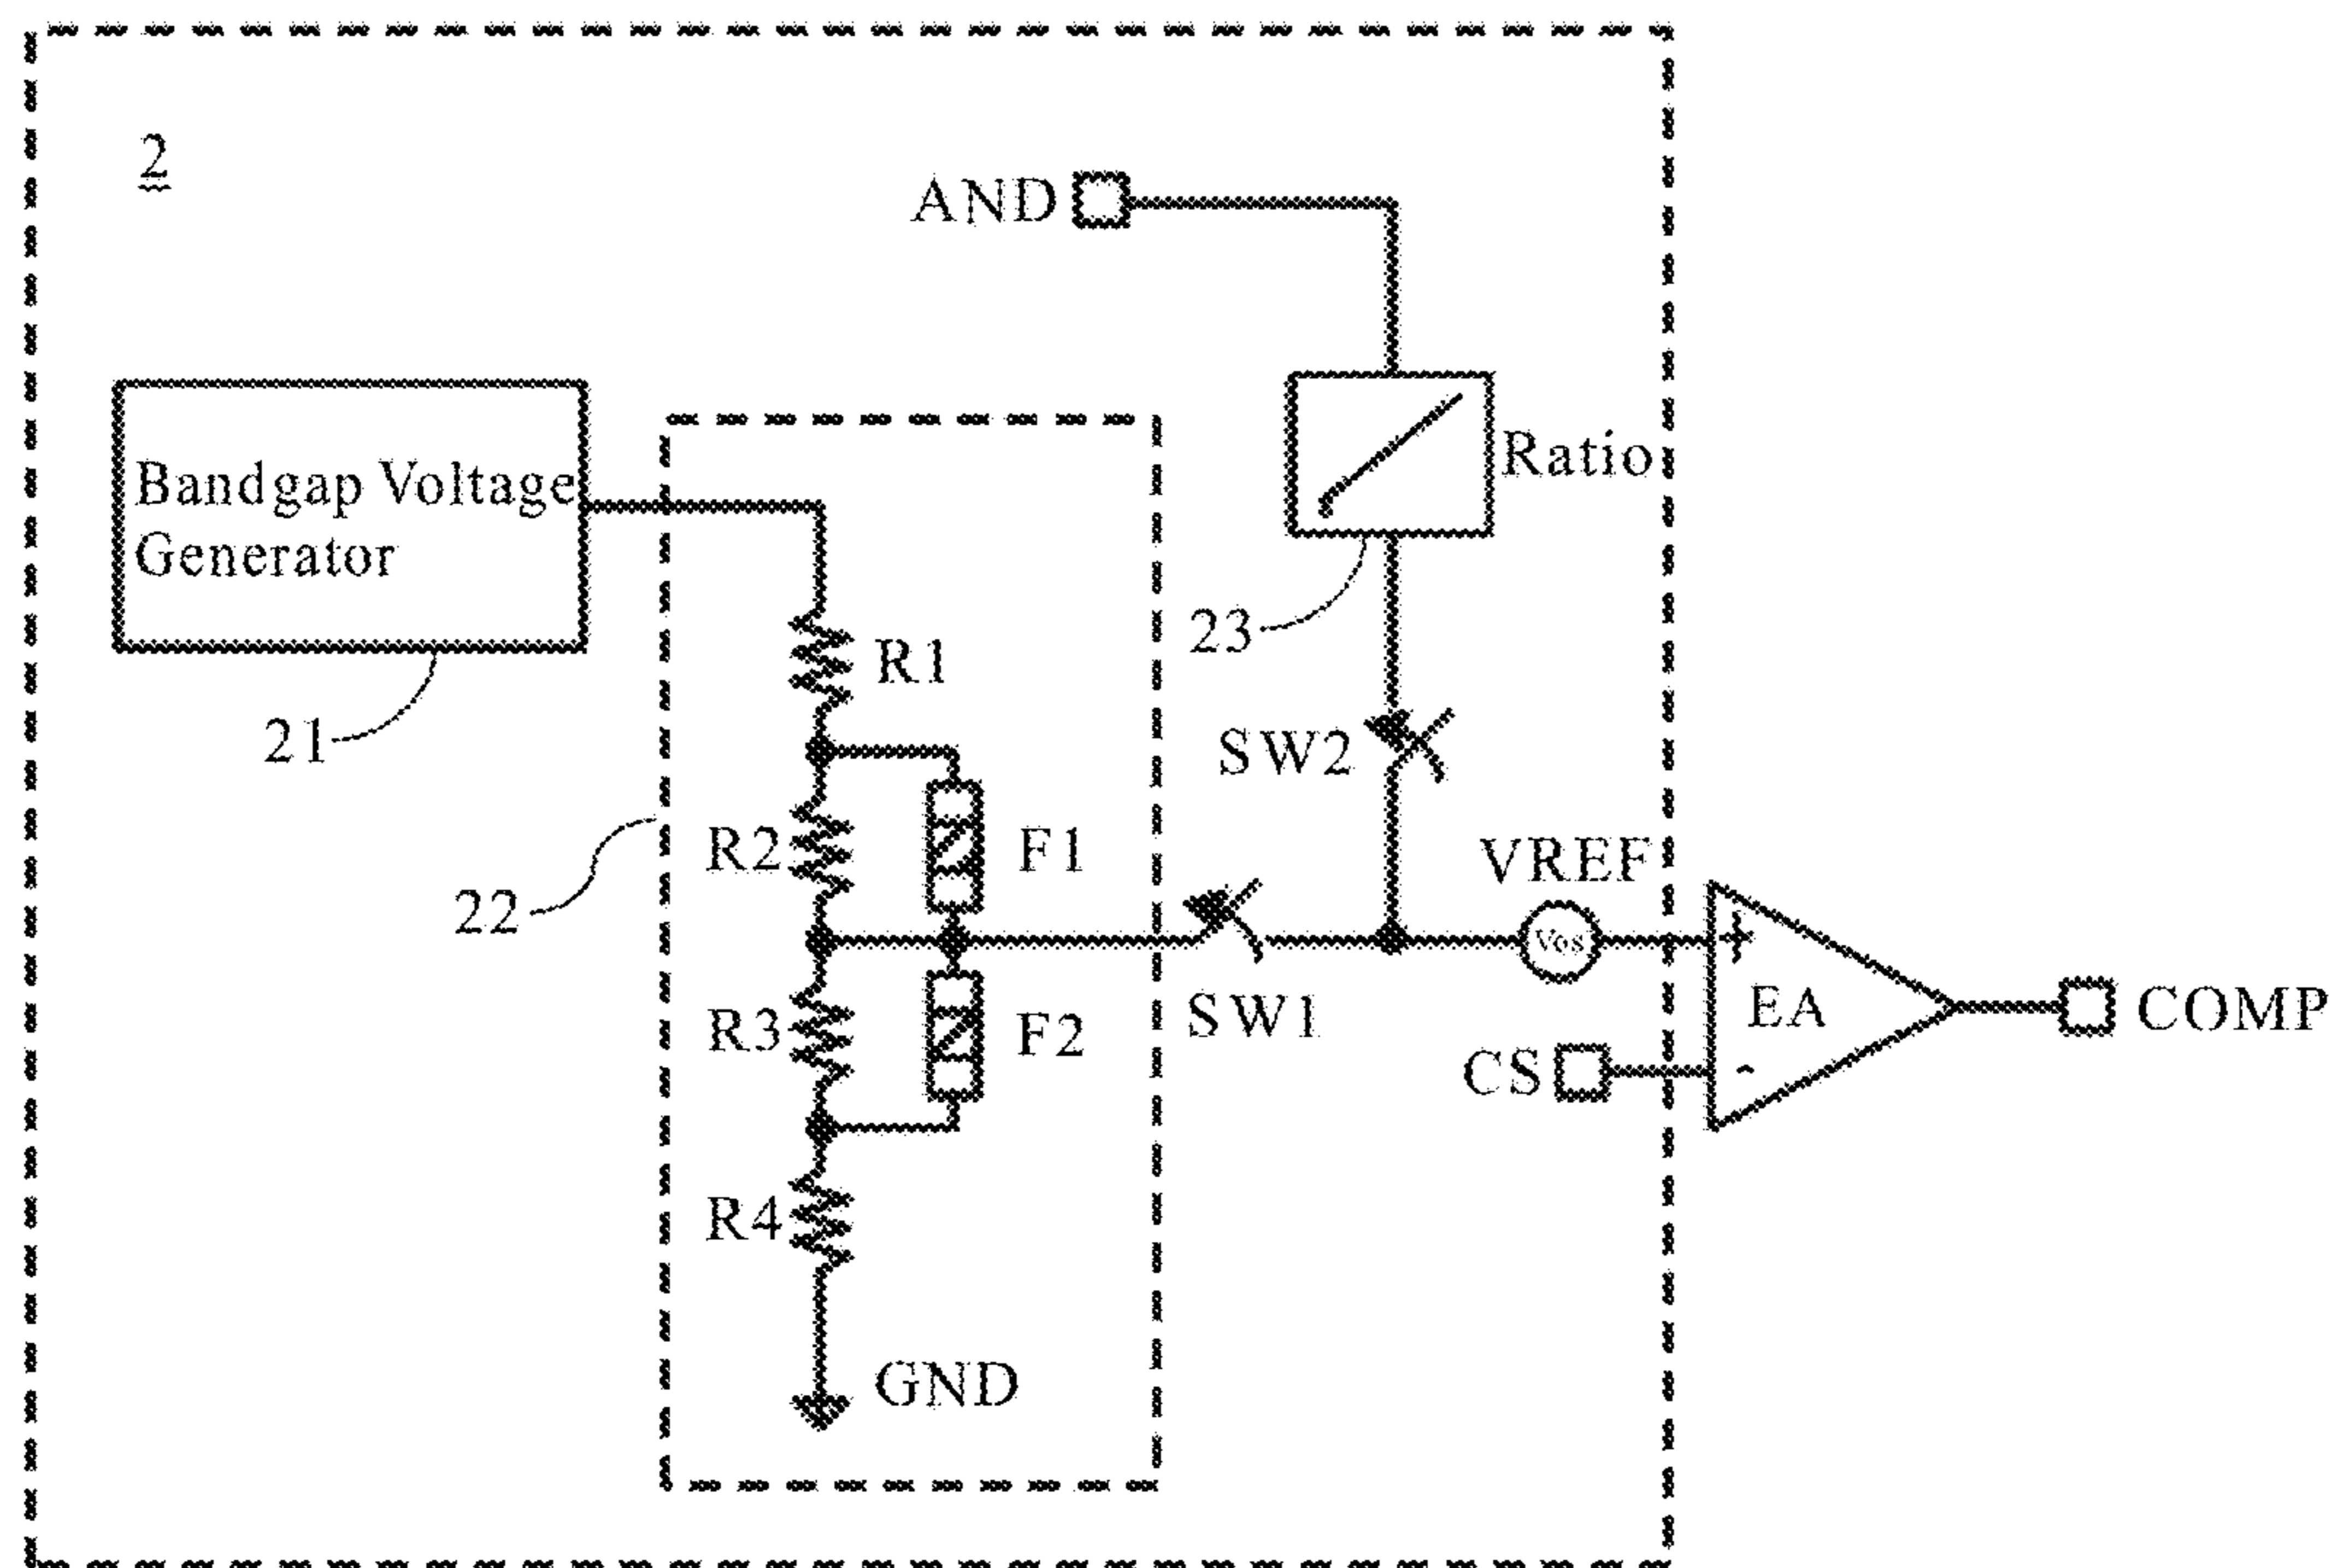 2
AND
Bandgap Voltage
Generator
Ratio
23
R1
21
SW2
R2
F1
VREF
22
Vos
+
EA
SW1
COMP
R3
F2
CS
-
R4
GND